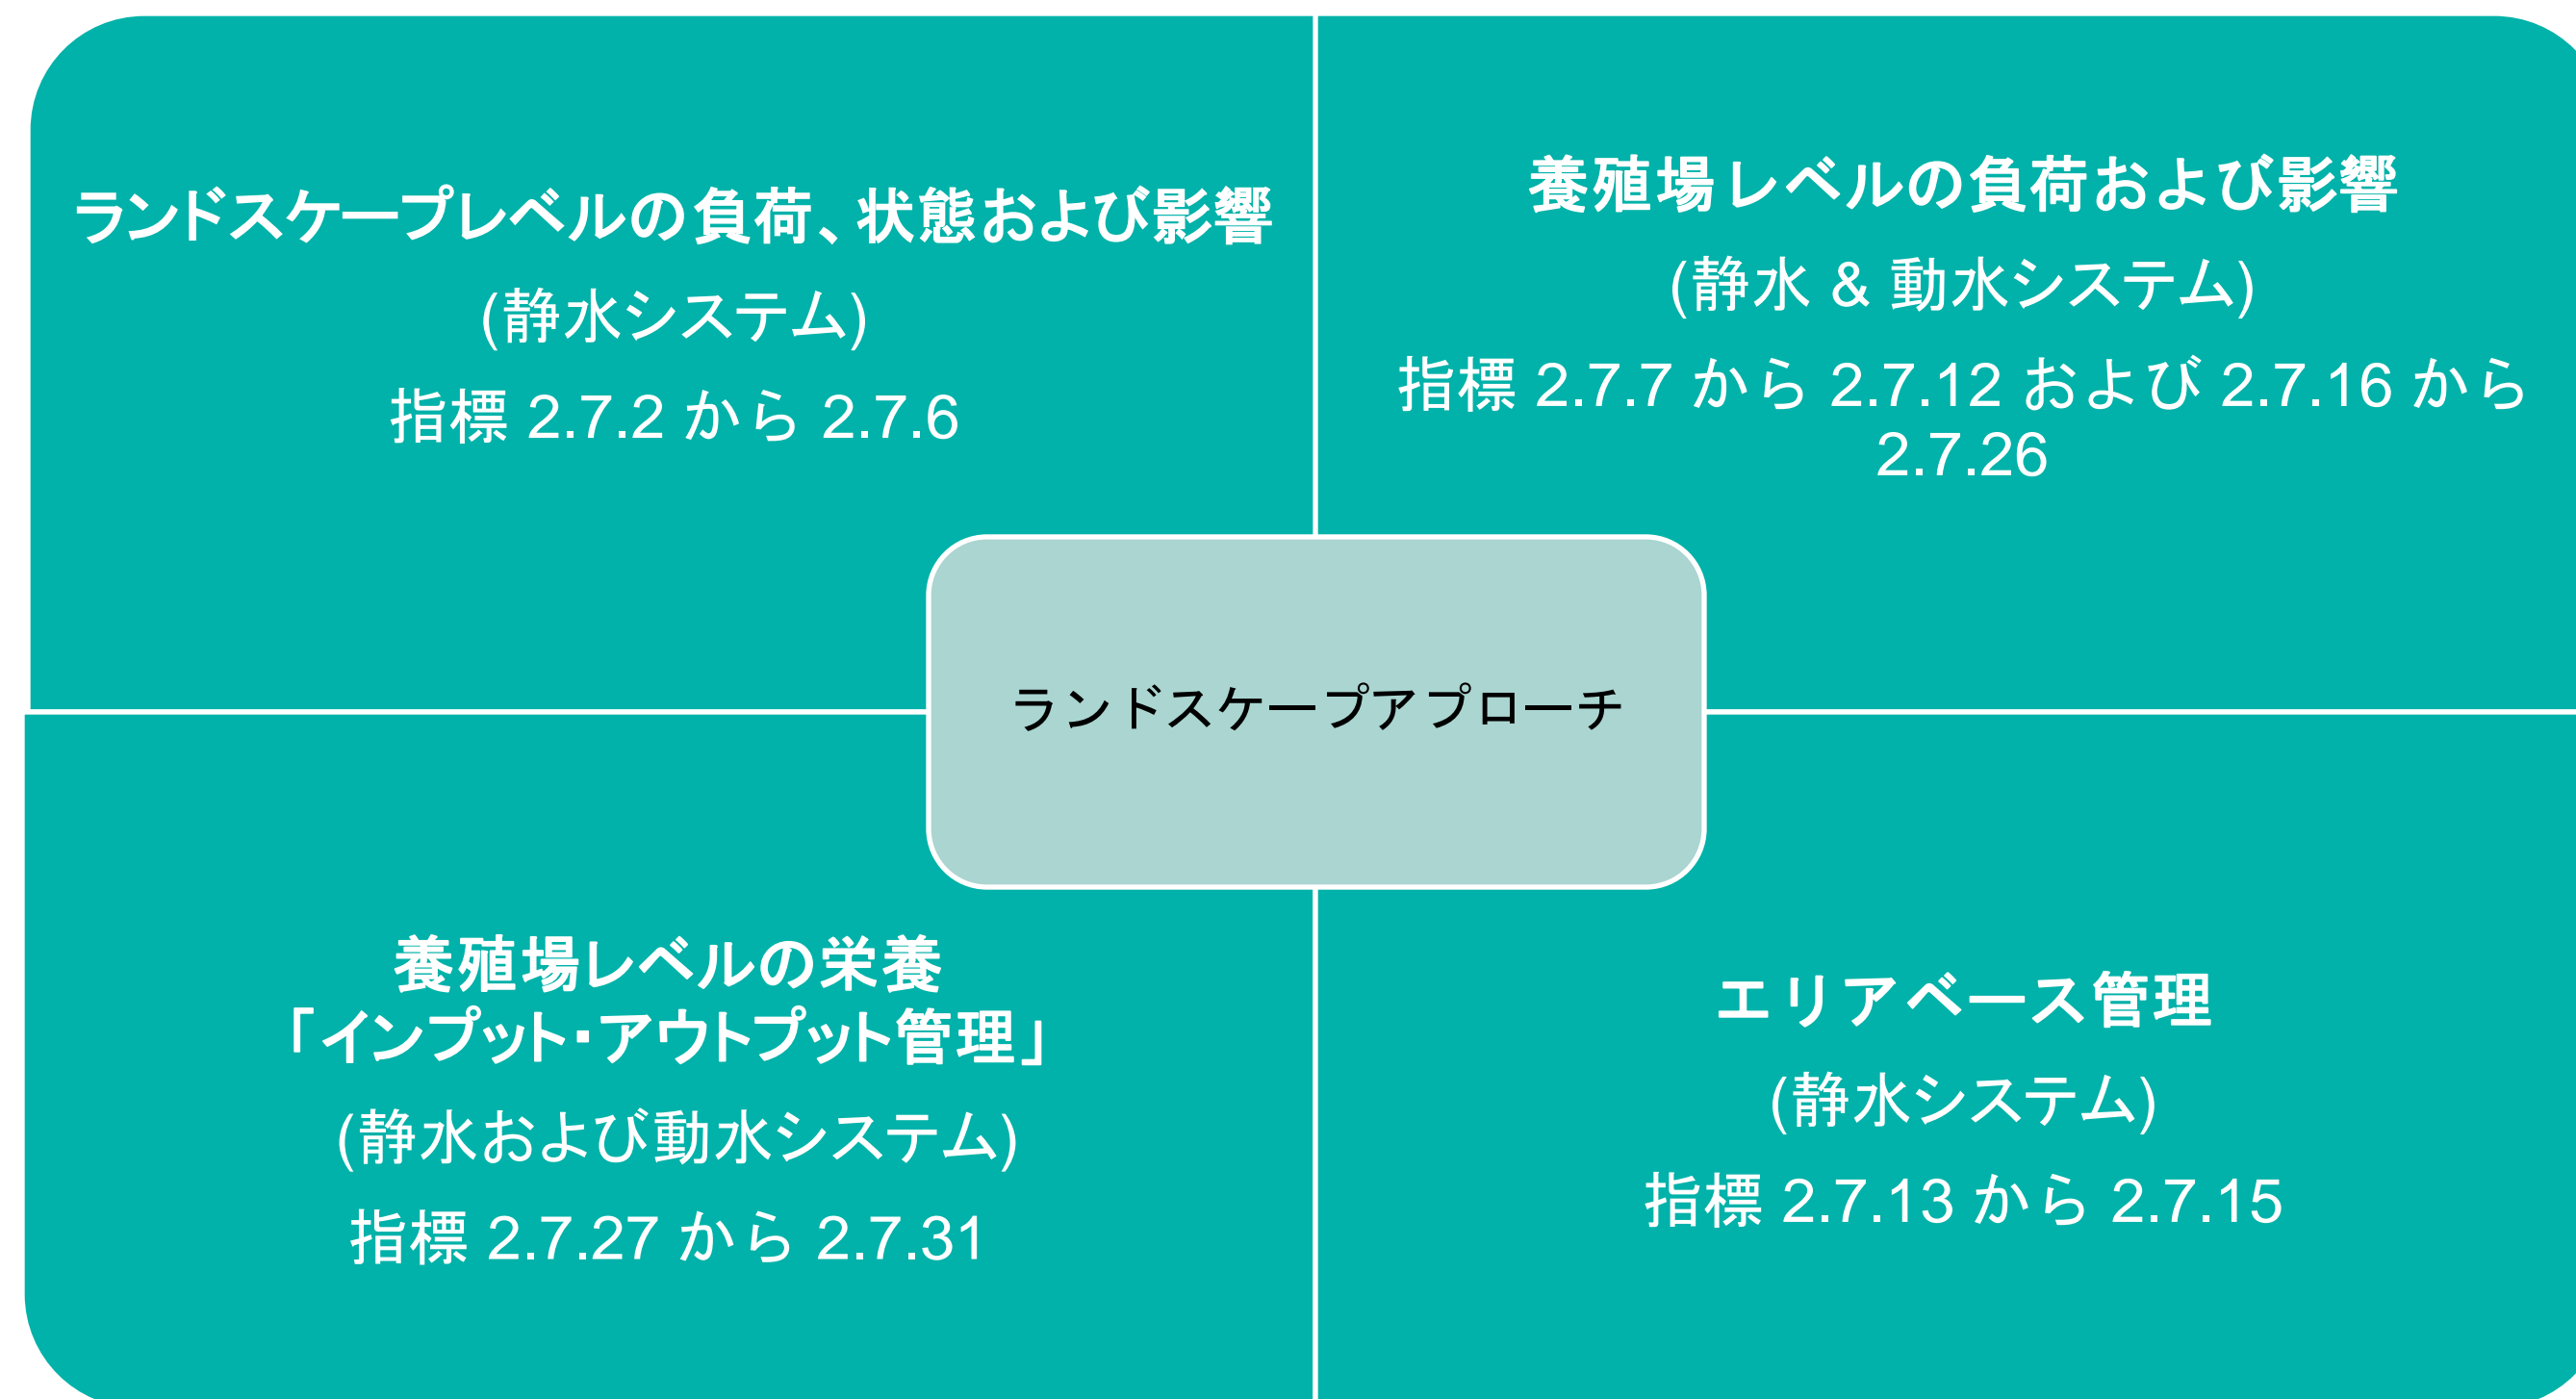 ランドスケープレベルの負荷、状態および影響
(静水システム)
指標 2.7.2 から 2.7.6
養殖場レベルの負荷および影響
(静水 & 動水システム)
指標 2.7.7 から 2.7.12 および 2.7.16 から
2.7.26
ランドスケープアプローチ
養殖場レベルの栄養
「インプット・アウトプット管理」
(静水および動水システム)
指標 2.7.27 から 2.7.31
エリアベース管理
(静水システム)
指標 2.7.13 から 2.7.15